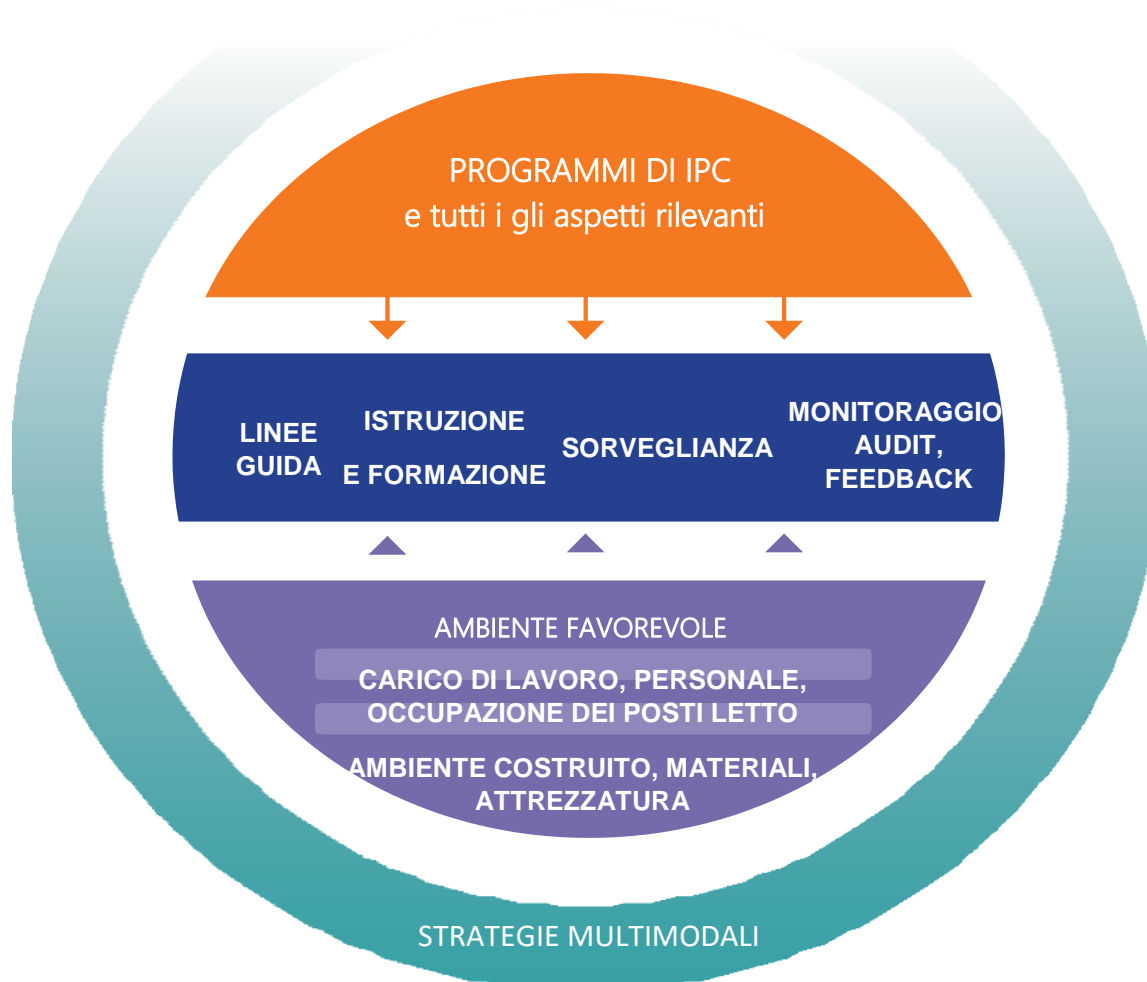 PROGRAMMI DI IPC
e tutti i gli aspetti rilevanti
LINEE
GUIDA
ISTRUZIONE
E FORMAZIONE
SORVEGLIANZA
MONITORAGGIO
AUDIT,
FEEDBACK
AMBIENTE FAVOREVOLE
CARICO DI LAVORO, PERSONALE,
OCCUPAZIONE DEI POSTI LETTO
AMBIENTE COSTRUITO, MATERIALI,
ATTREZZATURA
STRATEGIE MULTIMODALI